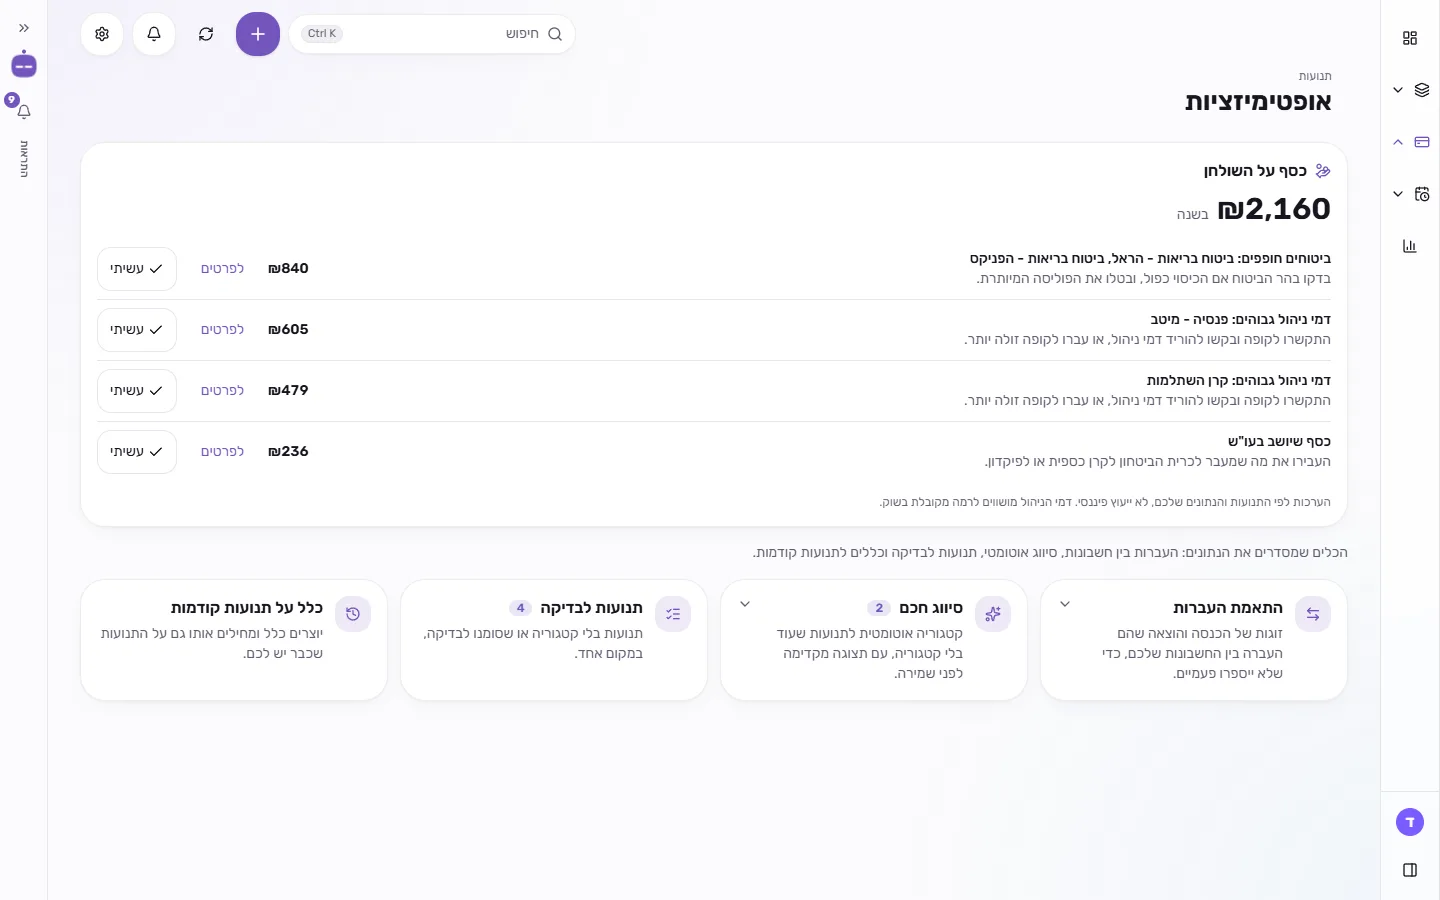 חיפוש
Ctrl K
תנועות
אופטימיזציות
כסף על השולחן
₪2,160 בשנה
ביטוחים חופפים: ביטוח בריאות - הראל, ביטוח בריאות - הפניקס
בדקו בהר הביטוח אם הכיסוי כפול, ובטלו את הפוליסה המיותרת.
₪840
לפרטים
עשיתי
דמי ניהול גבוהים: פנסיה - מיטב
התקשרו לקופה ובקשו להוריד דמי ניהול, או עברו לקופה זולה יותר.
₪605
לפרטים
עשיתי
דמי ניהול גבוהים: קרן השתלמות
התקשרו לקופה ובקשו להוריד דמי ניהול, או עברו לקופה זולה יותר.
₪479
לפרטים
עשיתי
כסף שיושב בעו"ש
העבירו את מה שמעבר לכרית הביטחון לקרן כספית או לפיקדון.
₪236
לפרטים
עשיתי
הערכות לפי התנועות והנתונים שלכם, לא ייעוץ פיננסי. דמי הניהול מושווים לרמה מקובלת בשוק.
הכלים שמסדרים את הנתונים: העברות בין חשבונות, סיווג אוטומטי, תנועות לבדיקה וכללים לתנועות קודמות.
התאמת העברות
זוגות של הכנסה והוצאה שהם
העברה בין החשבונות שלכם, כדי
שלא ייספרו פעמיים.
סיווג חכם 2
קטגוריה אוטומטית לתנועות שעוד
בלי קטגוריה, עם תצוגה מקדימה
לפני שמירה.
תנועות לבדיקה 4
תנועות בלי קטגוריה או שסומנו לבדיקה,
במקום אחד.
כלל על תנועות קודמות
יוצרים כלל ומחילים אותו גם על התנועות
שכבר יש לכם.
ד
9
התראות